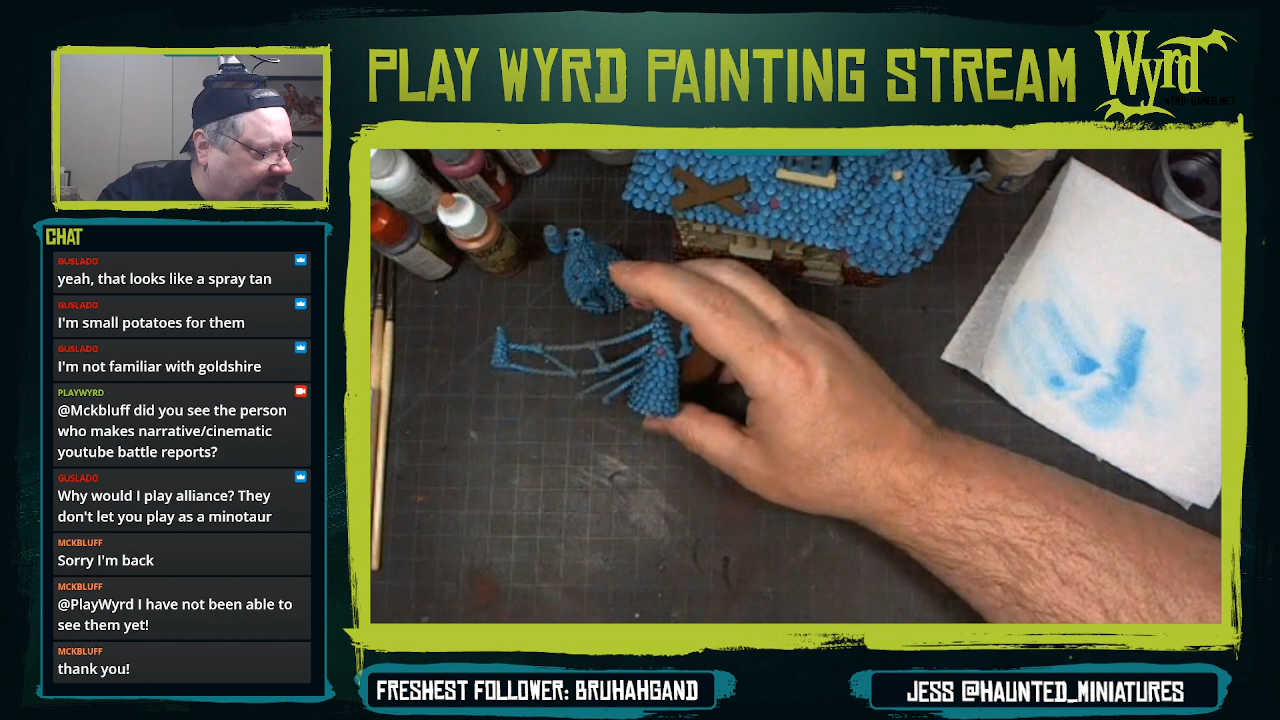 PLAY WYRD PAINTING STREAM
Wyrd
WYRD-GAMES.NET
CHAT
GUSLADO
yeah, that looks like a spray tan
GUSLADO
I'm small potatoes for them
GUSLADO
I'm not familiar with goldshire
PLAYWYRD
@Mckbluff did you see the person
who makes narrative/cinematic
youtube battle reports?
GUSLADO
Why would I play alliance? They
don't let you play as a minotaur
MCKBLUFF
Sorry I'm back
MCKBLUFF
@PlayWyrd I have not been able to
see them yet!
MCKBLUFF
thank you!
FRESHEST FOLLOWER: BRUHAHGAND
JESS @HAUNTED_MINIATURES